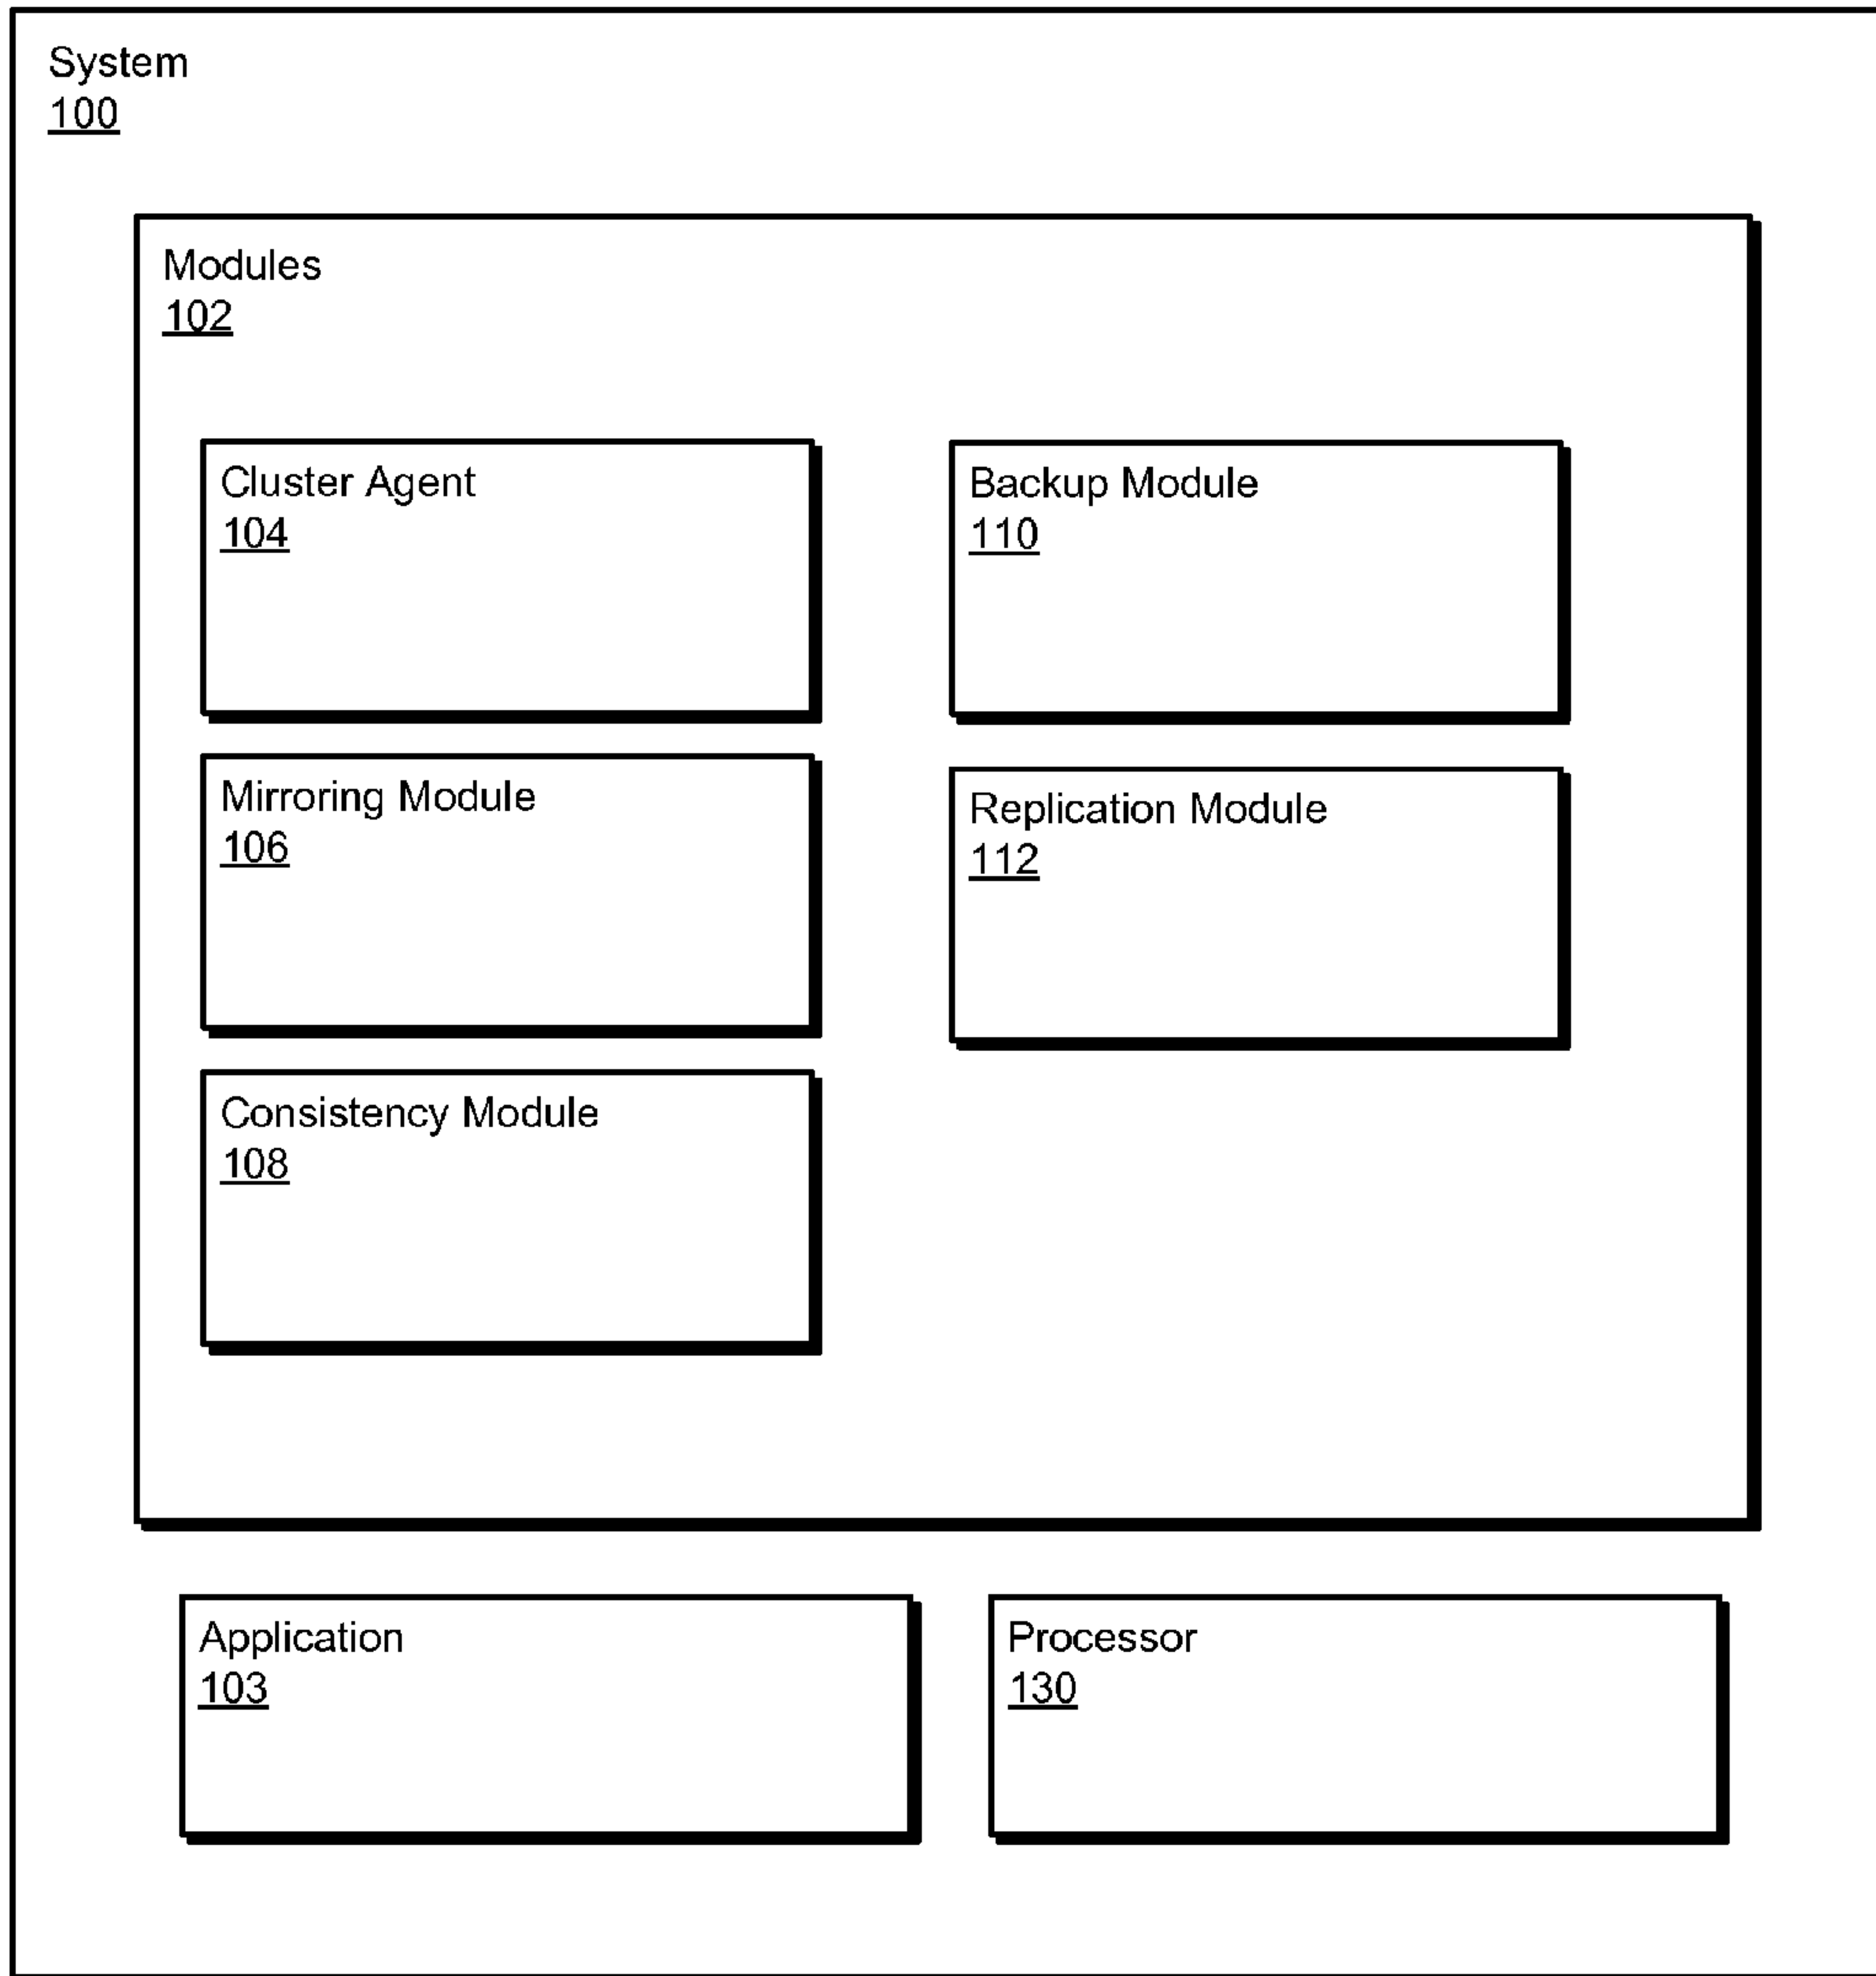 System
100
Modules
102
Cluster Agent
104
Mirroring Module
106
Consistency Module
108
Backup Module
110
Replication Module
112
Application
103
Processor
130